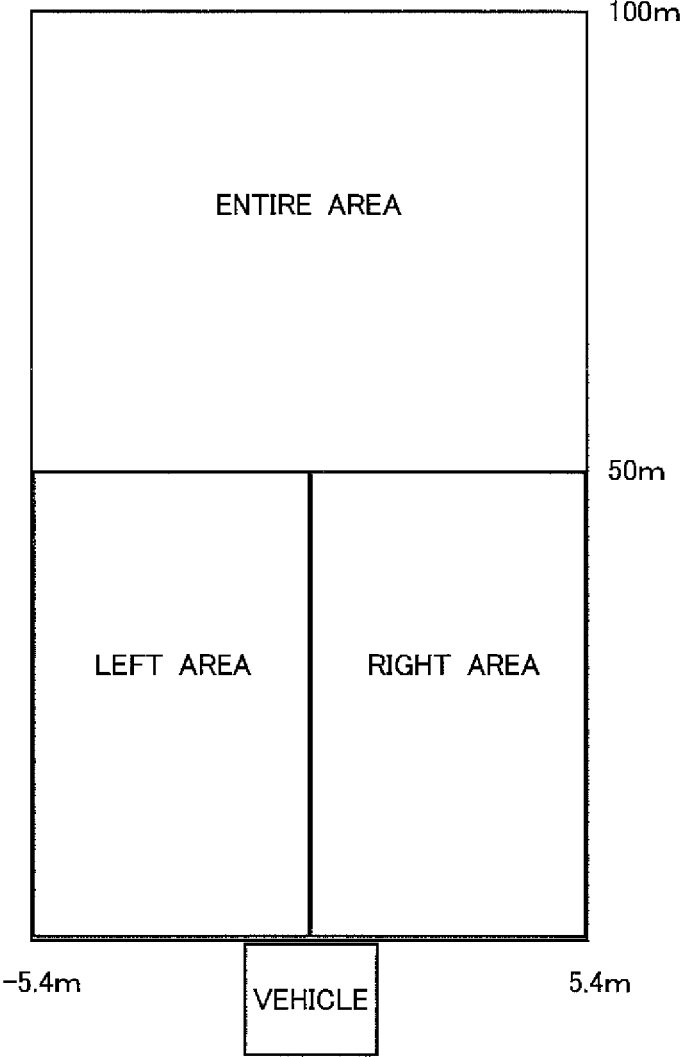 100m
ENTIRE AREA
50m
LEFT AREA
RIGHT AREA
-5.4m
5.4m
VEHICLE